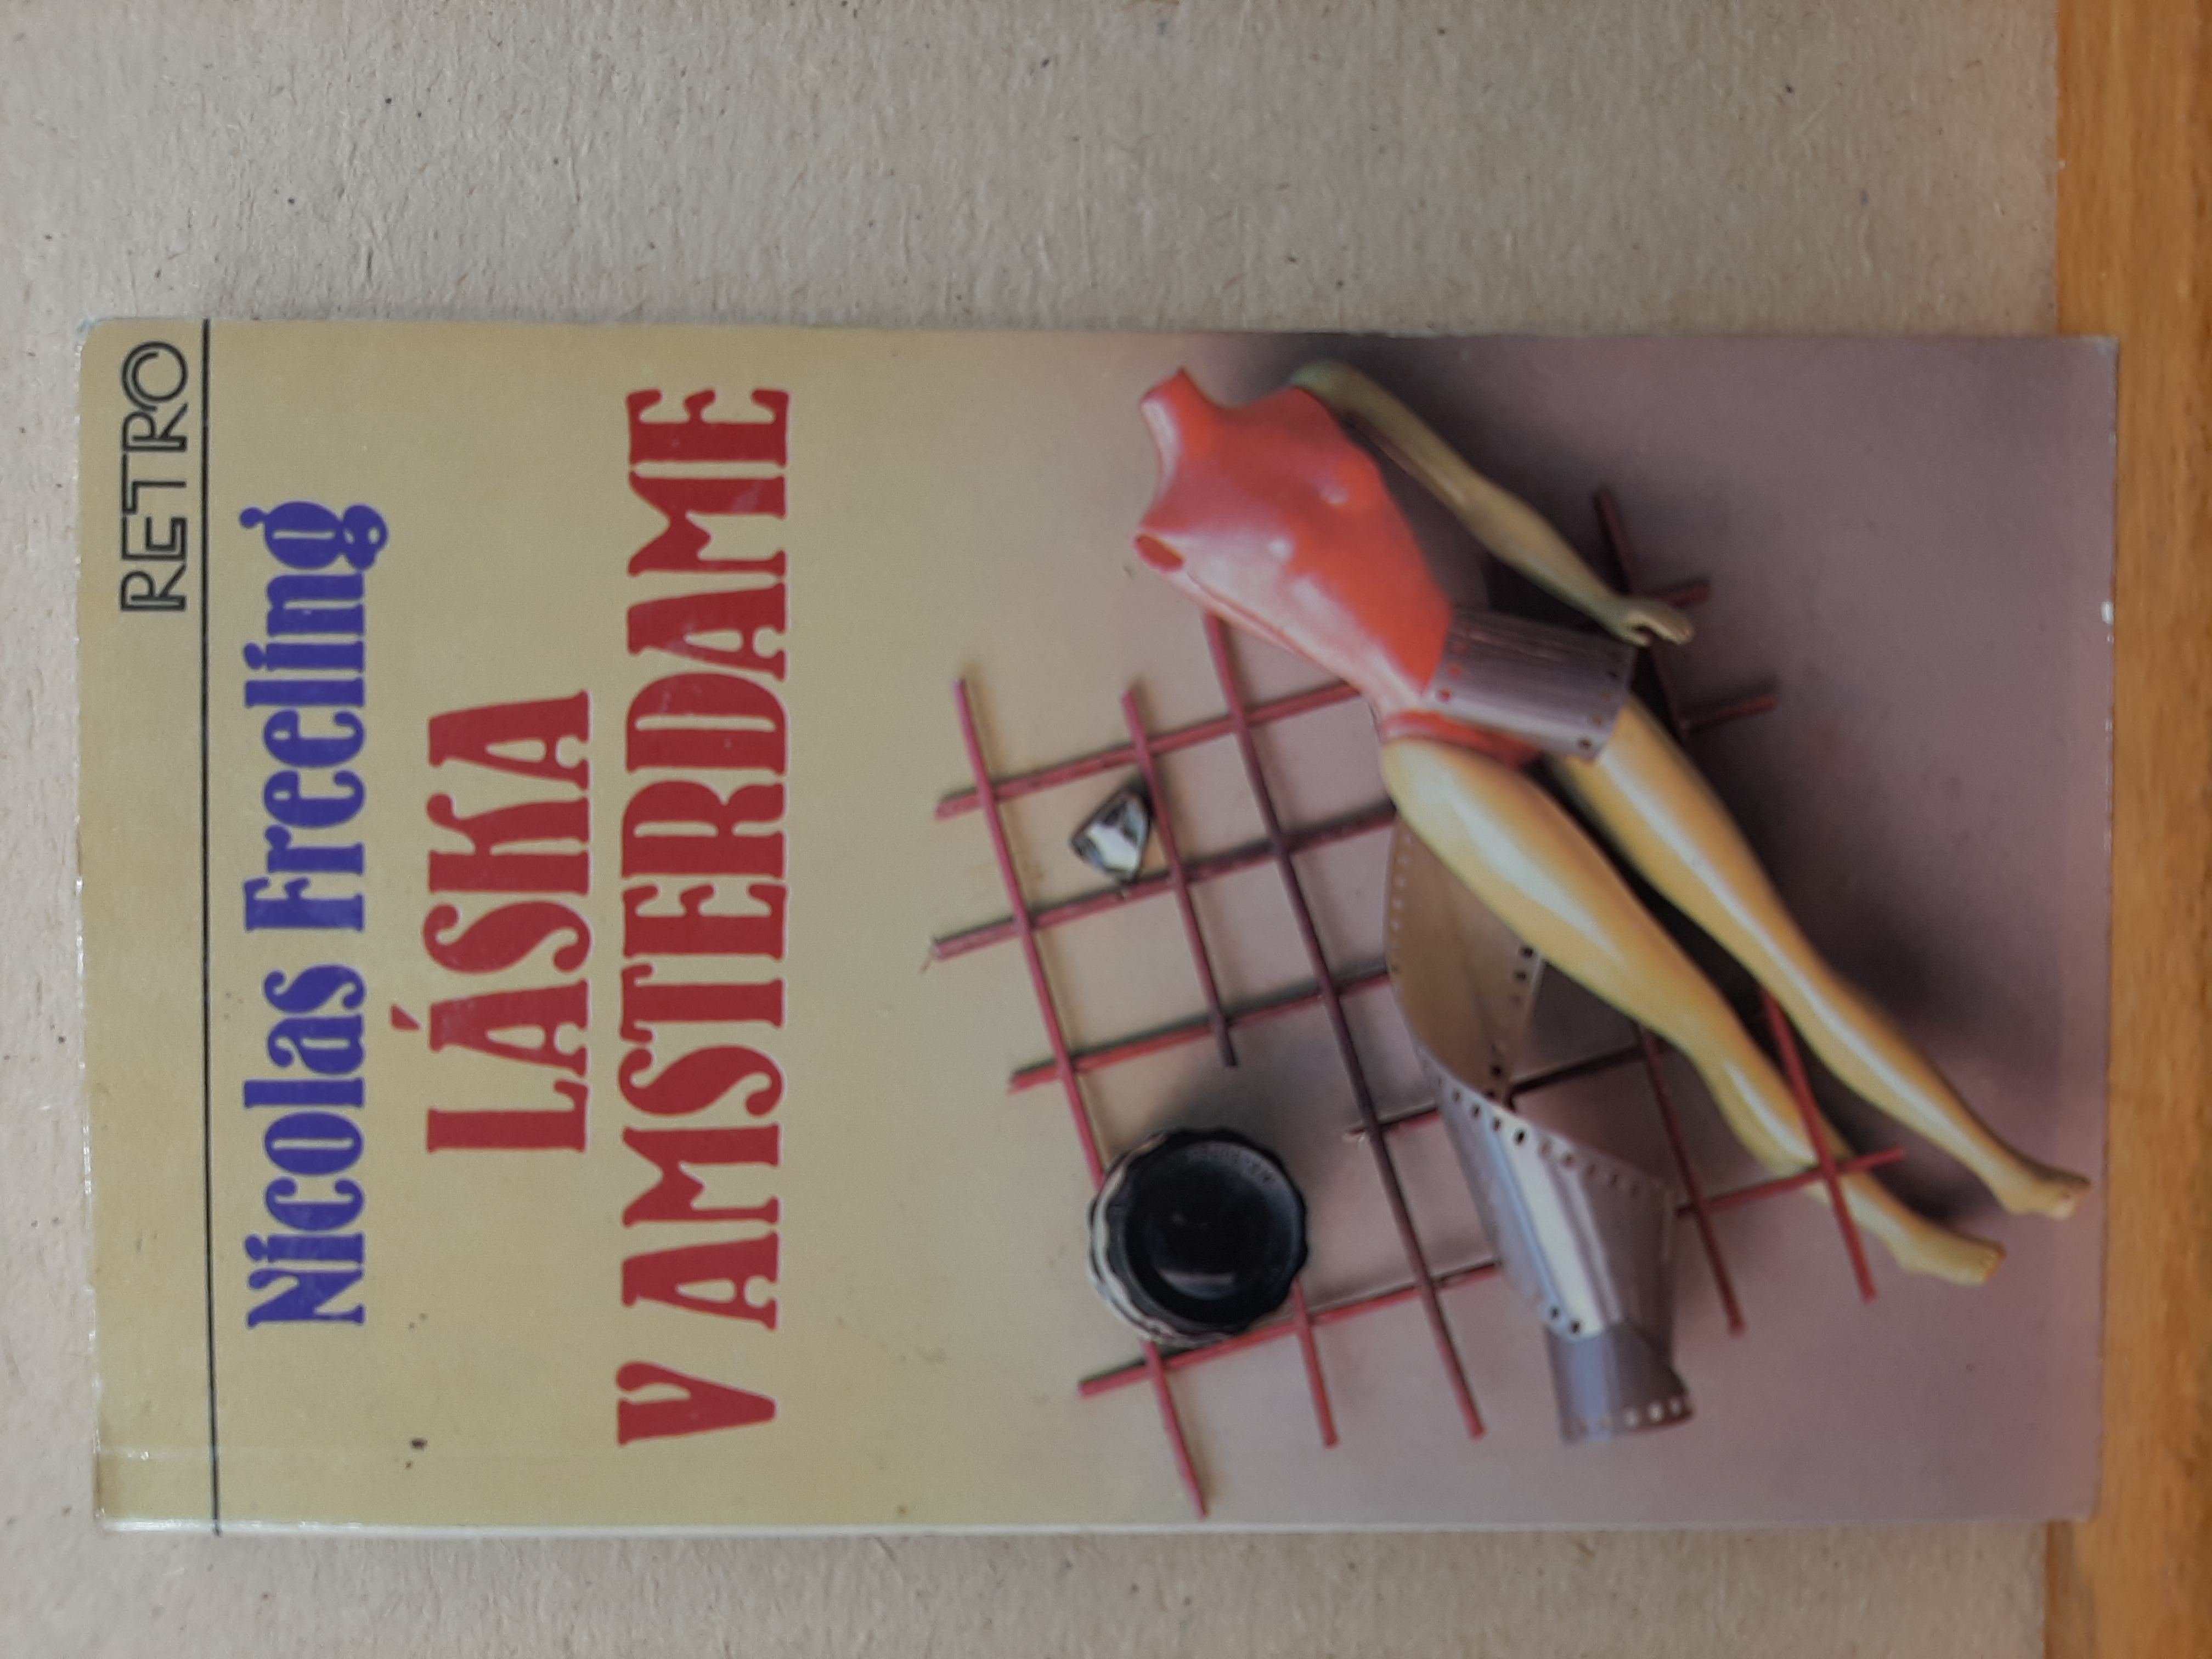 RETRO
Nicolas Freeling
LÁSKA
V AMSTERDAME